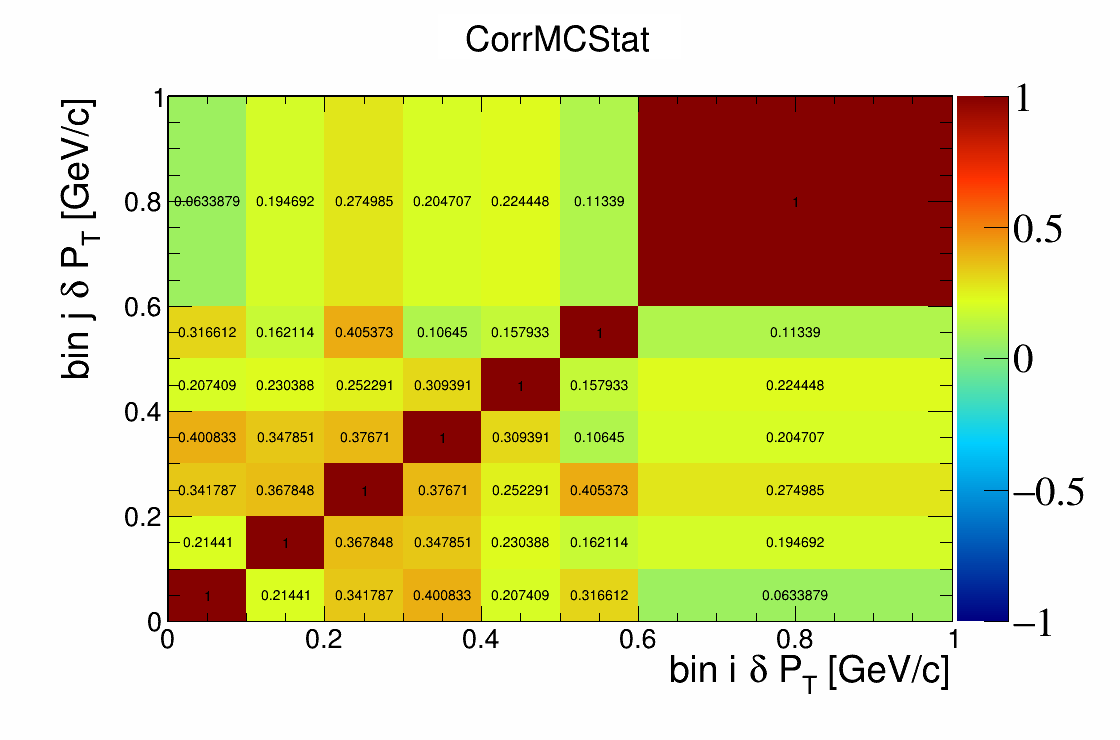 CorrMCStat
bin j δ P_T [GeV/c]
1
0.8
0.6
0.4
0.2
0
0.0633879 0.194692 0.274985 0.204707 0.224448 0.11339 1
0.316612 0.162114 0.405373 0.10645 0.157933 1 0.11339
0.207409 0.230388 0.252291 0.309391 1 0.157933 0.224448
0.400833 0.347851 0.37671 1 0.309391 0.10645 0.204707
0.341787 0.367848 1 0.37671 0.252291 0.405373 0.274985
0.21441 1 0.367848 0.347851 0.230388 0.162114 0.194692
1 0.21441 0.341787 0.400833 0.207409 0.316612 0.0633879
0 0.2 0.4 0.6 0.8 1
bin i δ P_T [GeV/c]
1
0.5
0
−0.5
−1